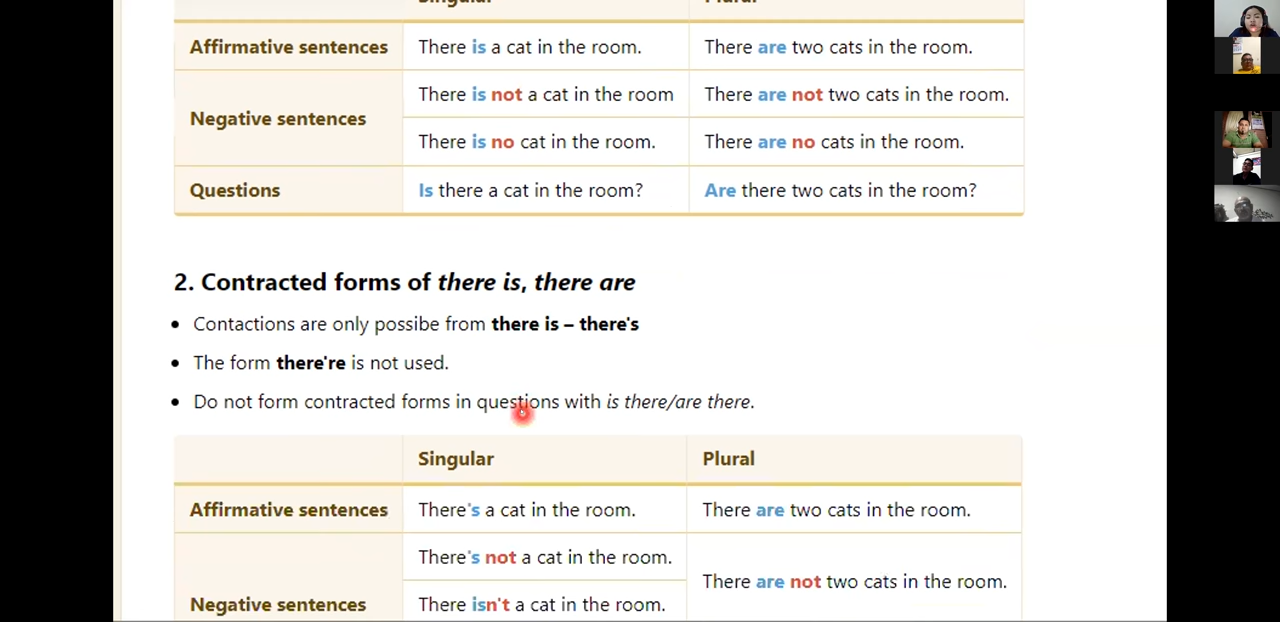 Singular Plural
Affirmative sentences There is a cat in the room. There are two cats in the room.
Negative sentences There is not a cat in the room There are not two cats in the room.
There is no cat in the room. There are no cats in the room.
Questions Is there a cat in the room? Are there two cats in the room?
2. Contracted forms of there is, there are
• Contactions are only possibe from there is – there's
• The form there're is not used.
• Do not form contracted forms in questions with is there/are there.
Singular Plural
Affirmative sentences There's a cat in the room. There are two cats in the room.
There's not a cat in the room.
There are not two cats in the room.
Negative sentences There isn't a cat in the room.